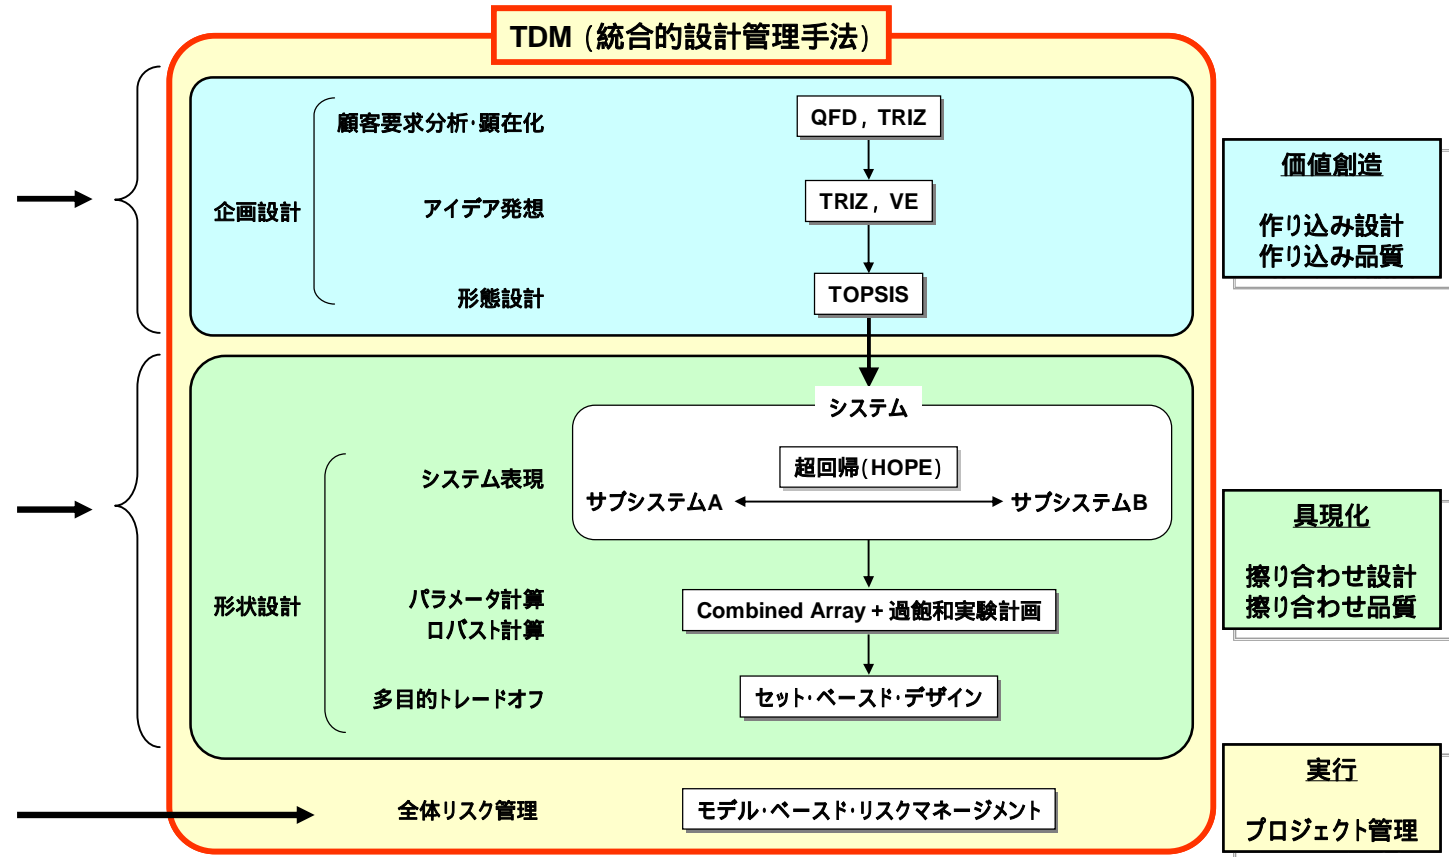 TDM (統合的設計管理手法)
顧客要求分析・顕在化
QFD, TRIZ
企画設計
アイデア発想
TRIZ, VE
形態設計
TOPSIS
価値創造
作り込み設計
作り込み品質
システム
システム表現
超回帰(HOPE)
サブシステムA
サブシステムB
形状設計
パラメータ計算
ロバスト計算
Combined Array + 過飽和実験計画
多目的トレードオフ
セット・ベースド・デザイン
具現化
擦り合わせ設計
擦り合わせ品質
全体リスク管理
モデル・ベースド・リスクマネージメント
実行
プロジェクト管理